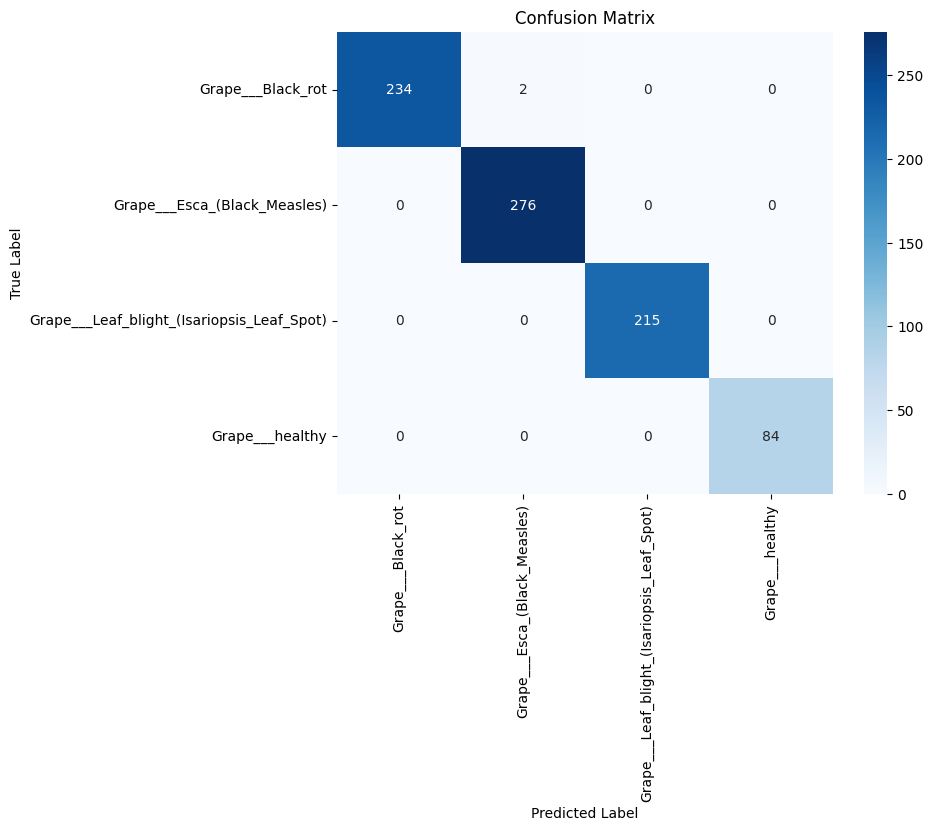 Confusion Matrix
True Label
Grape___Black_rot 234 2 0 0
Grape___Esca_(Black_Measles) 0 276 0 0
Grape___Leaf_blight_(Isariopsis_Leaf_Spot) 0 0 215 0
Grape___healthy 0 0 0 84
Grape___Black_rot
Grape___Esca_(Black_Measles)
Grape___Leaf_blight_(Isariopsis_Leaf_Spot)
Grape___healthy
Predicted Label
250
200
150
100
50
0